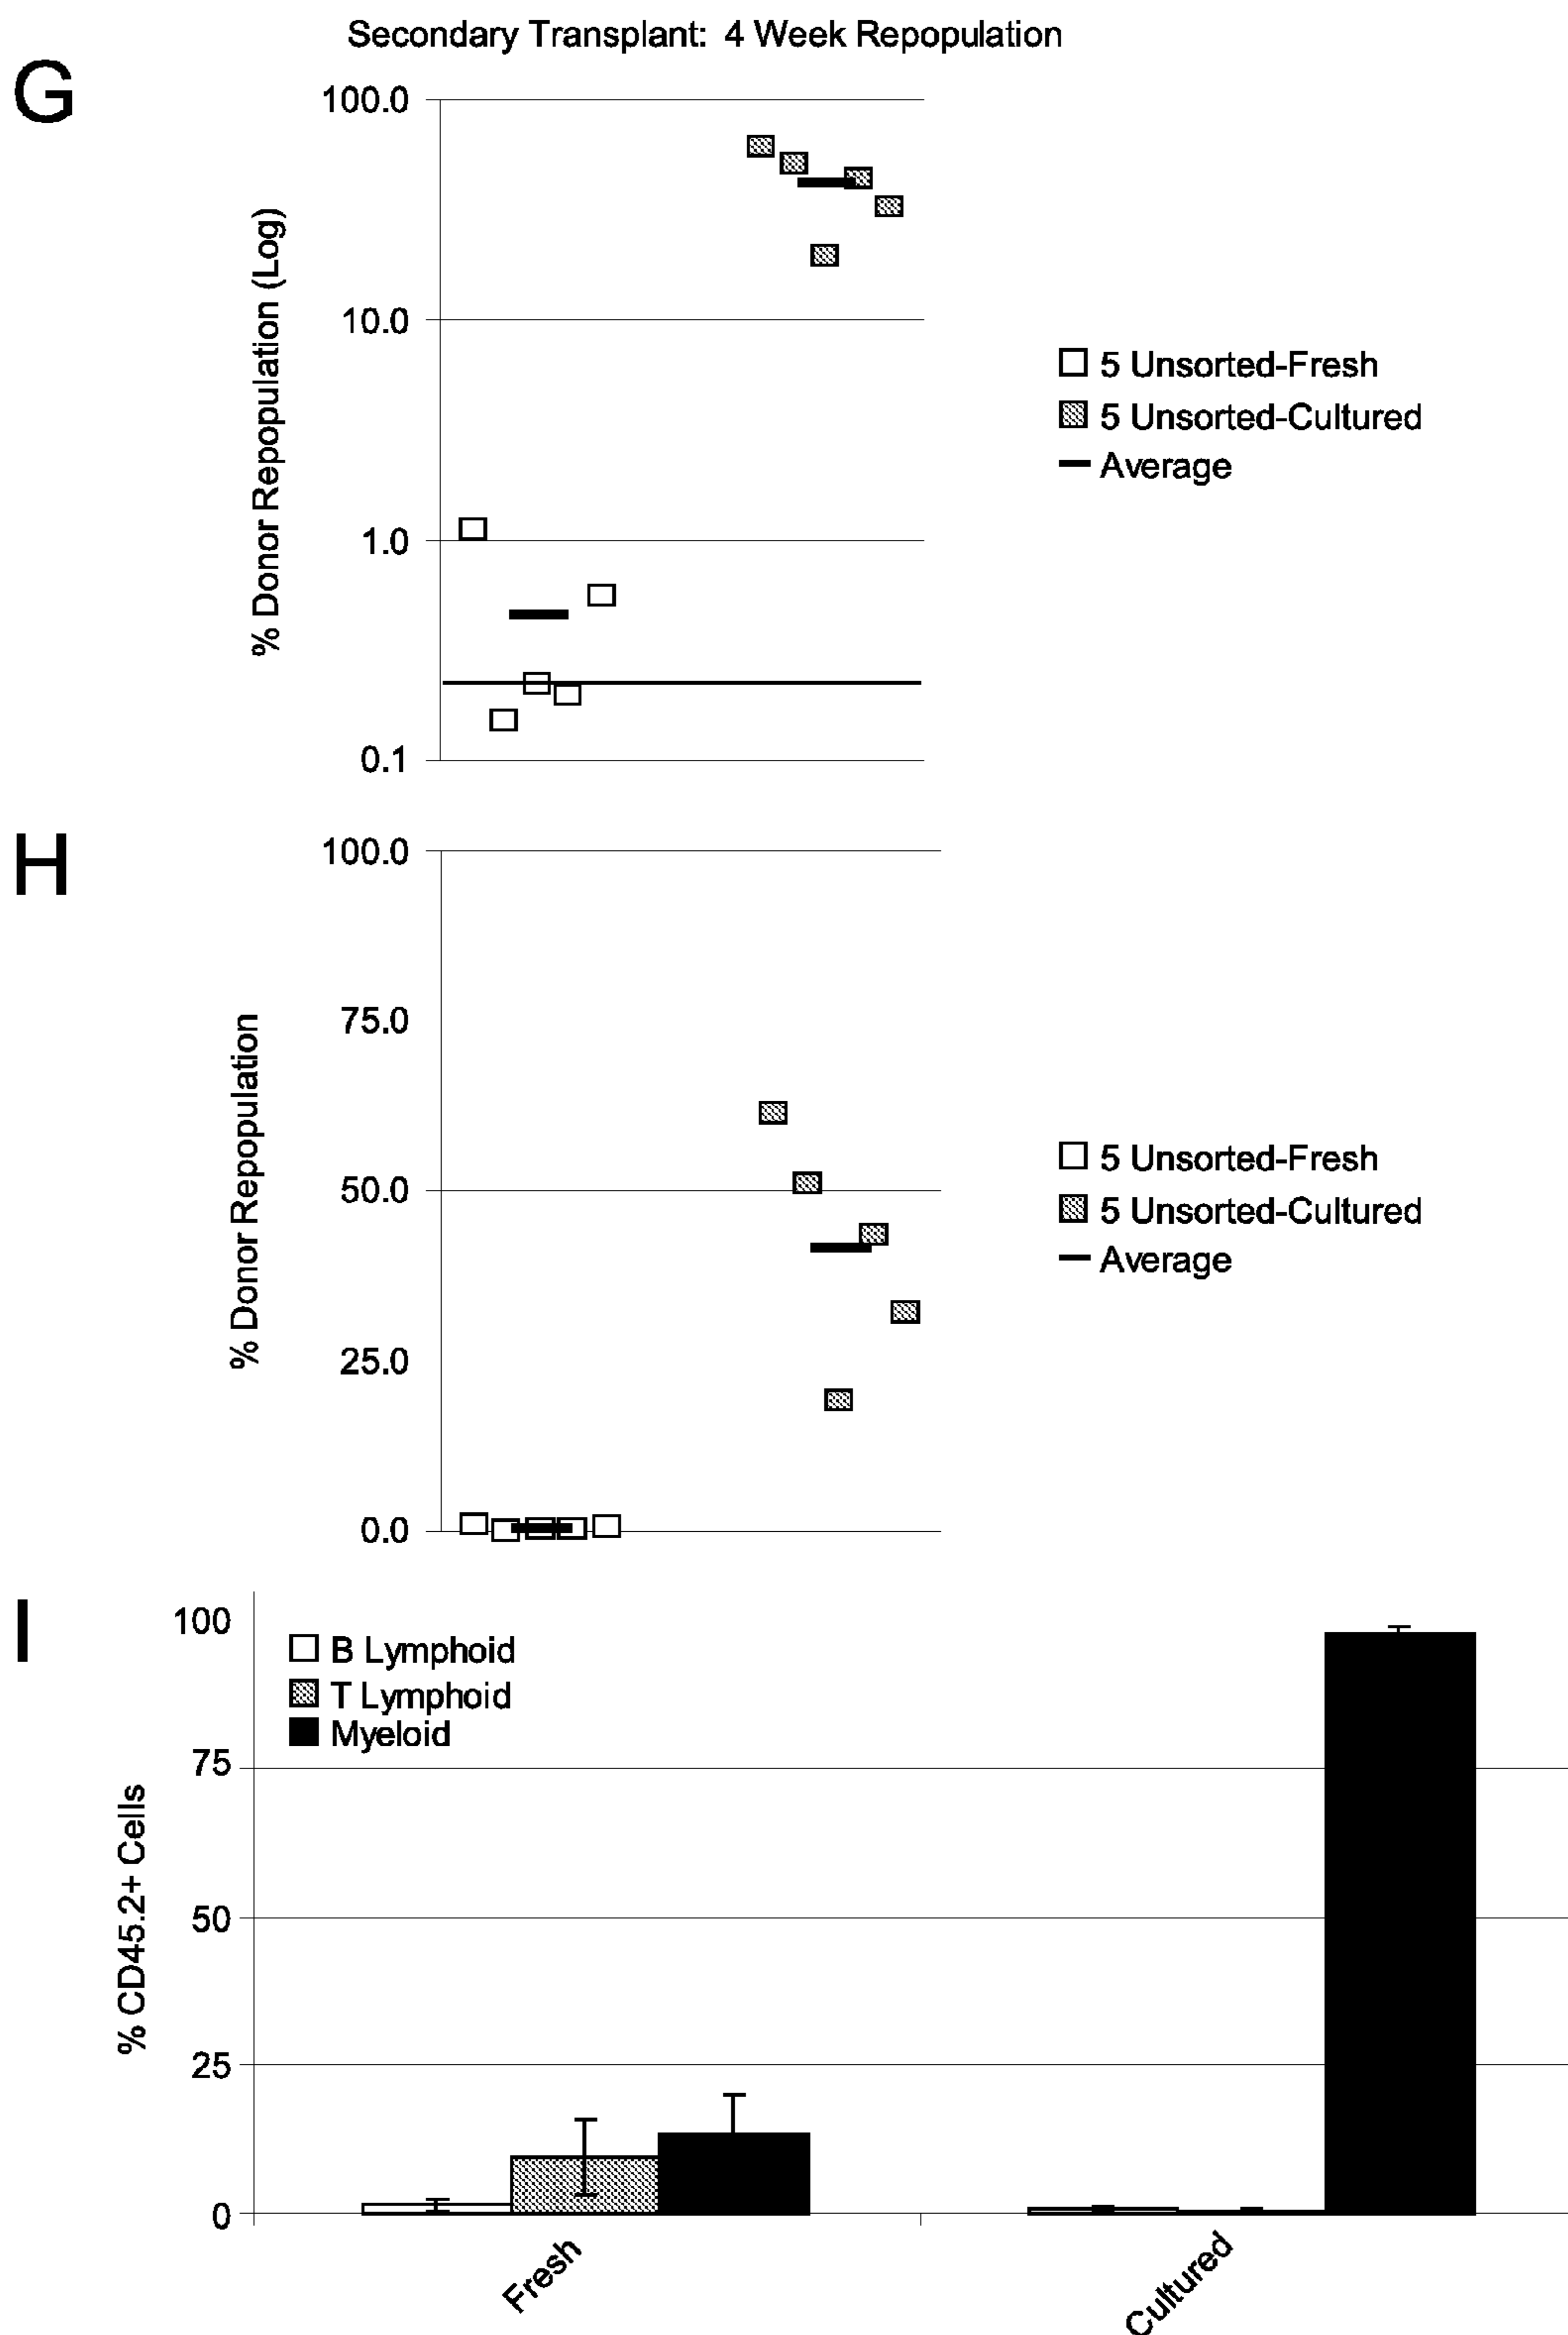 G
Secondary Transplant: 4 Week Repopulation
% Donor Repopulation (Log)
100.0
10.0
1.0
0.1
5 Unsorted-Fresh
5 Unsorted-Cultured
Average
H
% Donor Repopulation
100.0
75.0
50.0
25.0
0.0
5 Unsorted-Fresh
5 Unsorted-Cultured
Average
I
% CD45.2+ Cells
100
75
50
25
0
B Lymphoid
T Lymphoid
Myeloid
Fresh
Cultured